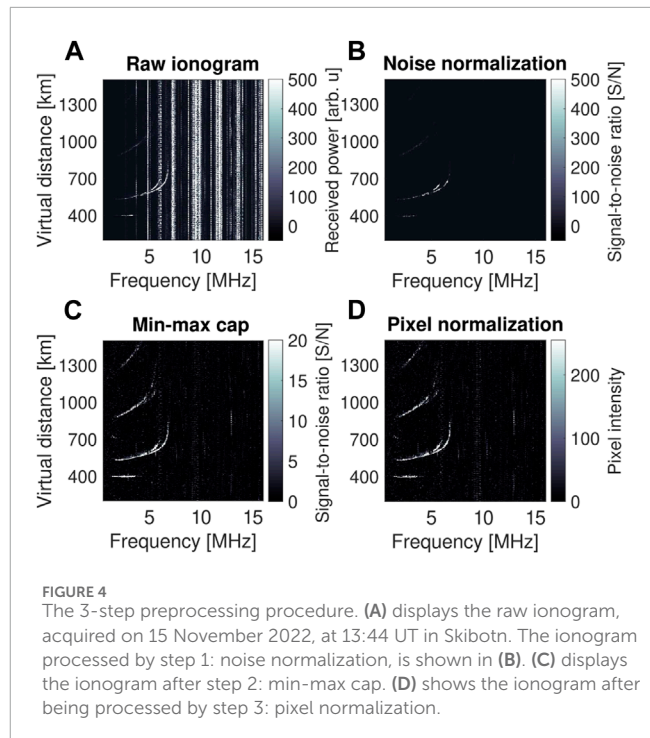 A
Raw ionogram
Virtual distance [km]
1300
1000
700
400
5 10 15
Frequency [MHz]
500
400
300
200
100
0
Received power [arb. u]
B
Noise normalization
1300
1000
700
400
5 10 15
Frequency [MHz]
500
400
300
200
100
0
Signal-to-noise ratio [S/N]
C
Min-max cap
Virtual distance [km]
1300
1000
700
400
5 10 15
Frequency [MHz]
20
15
10
5
0
Signal-to-noise ratio [S/N]
D
Pixel normalization
1300
1000
700
400
5 10 15
Frequency [MHz]
200
100
0
Pixel intensity
FIGURE 4
The 3-step preprocessing procedure. (A) displays the raw ionogram,
acquired on 15 November 2022, at 13:44 UT in Skibotn. The ionogram
processed by step 1: noise normalization, is shown in (B). (C) displays
the ionogram after step 2: min-max cap. (D) shows the ionogram after
being processed by step 3: pixel normalization.